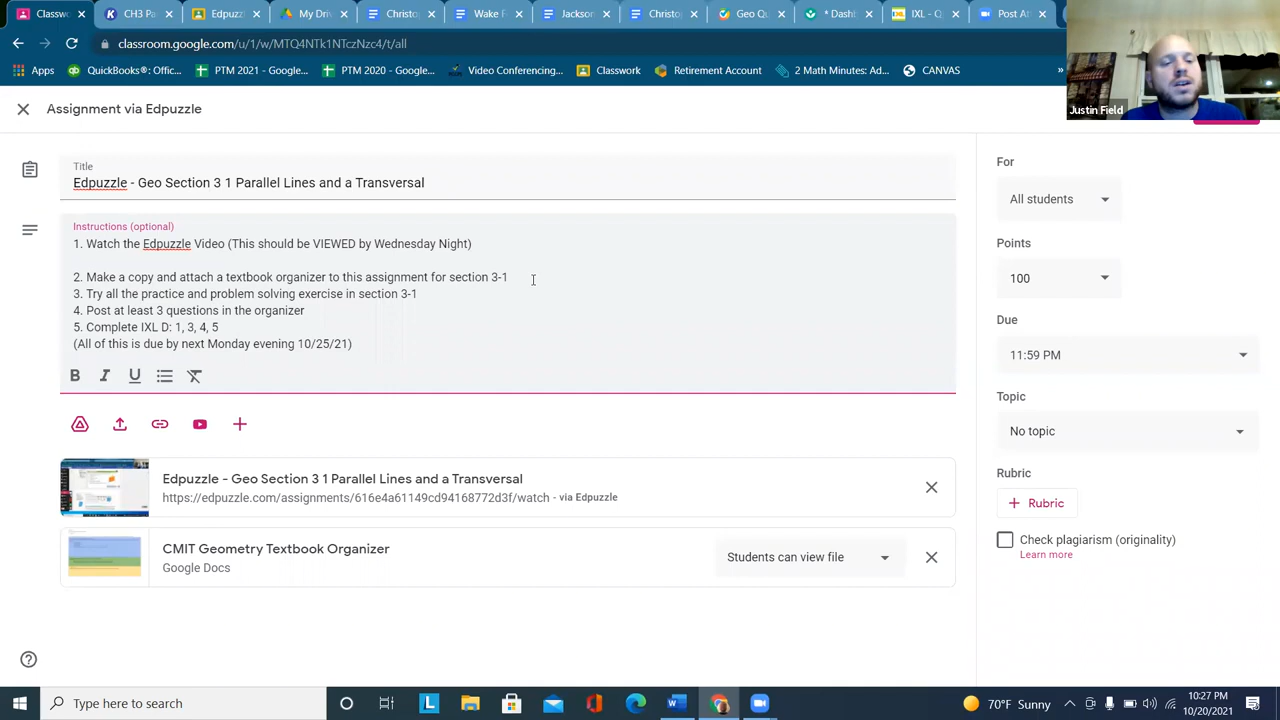 CH3 - T
Educatio
My Drive
Christop
Wake Fo
Jackson
Christop
Geo Qu
* Dashb
IXL - Q
Post At
classroom.google.com/u/1/w/MTQ4NTk1NTczNzc4/t/all
Apps
QuickBooks®: Offic...
PTM 2021 - Google...
PTM 2020 - Google...
Video Conferencing...
Classwork
Retirement Account
2 Math Minutes: Ad...
CANVAS
»
Justin Field
Assignment via Edpuzzle
Title
Edpuzzle - Geo Section 3 1 Parallel Lines and a Transversal
Instructions (optional)
1. Watch the Edpuzzle Video (This should be VIEWED by Wednesday Night)
2. Make a copy and attach a textbook organizer to this assignment for section 3-1
3. Try all the practice and problem solving exercise in section 3-1
4. Post at least 3 questions in the organizer
5. Complete IXL D: 1, 3, 4, 5
(All of this is due by next Monday evening 10/25/21)
B I U
Edpuzzle - Geo Section 3 1 Parallel Lines and a Transversal
https://edpuzzle.com/assignments/616e4a61149cd94168772d3f/watch - via Edpuzzle
CMIT Geometry Textbook Organizer
Google Docs
Students can view file
For
All students
Points
100
Due
11:59 PM
Topic
No topic
Rubric
+ Rubric
Check plagiarism (originality)
Learn more
Type here to search
70°F Sunny
10:27 PM
10/20/2021